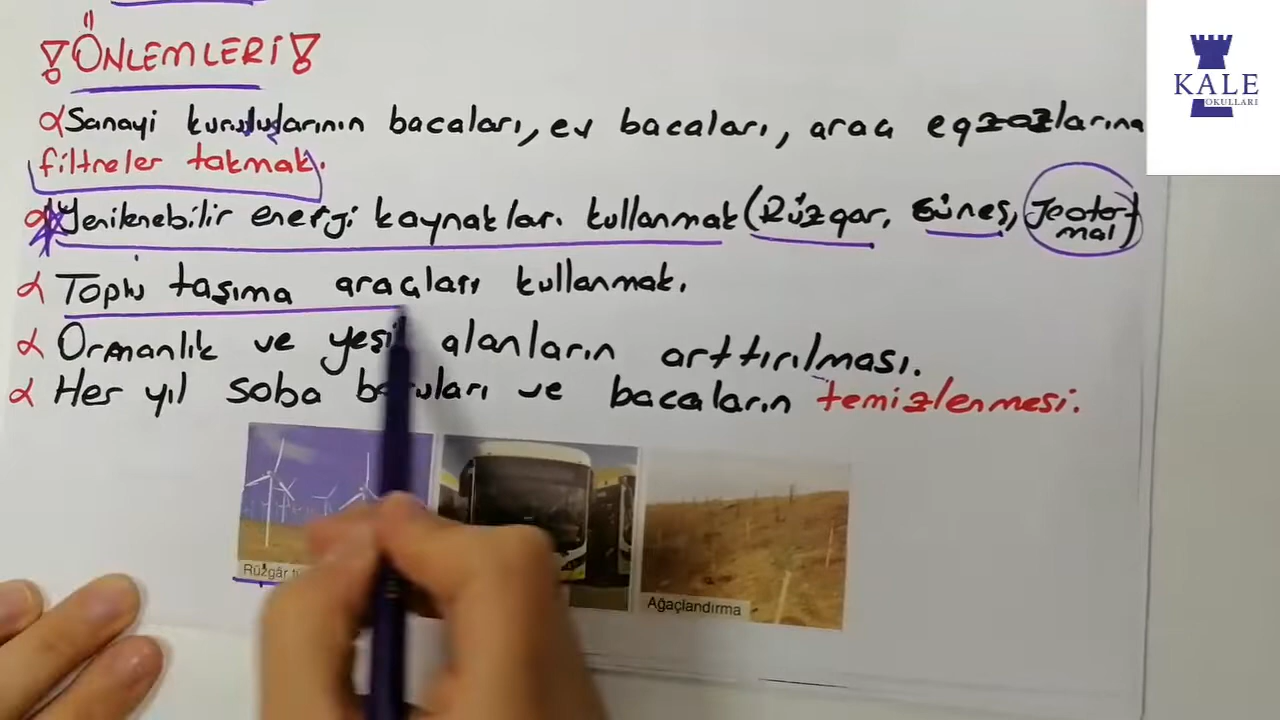 ! ÖNLEMLERİ !
KALE
OKULLARI
α Sanayi kuruluşlarının bacaları, ev bacaları, araç egzozlarına
filtreler takmak.
α Yenilenebilir enerji kaynakları kullanmak (Rüzgar, Güneş, Jeotermal)
α Toplu taşıma araçları kullanmak.
α Ormanlık ve yeşil alanların arttırılması.
α Her yıl soba boruları ve bacaların temizlenmesi.
Rüzgâr
Ağaçlandırma